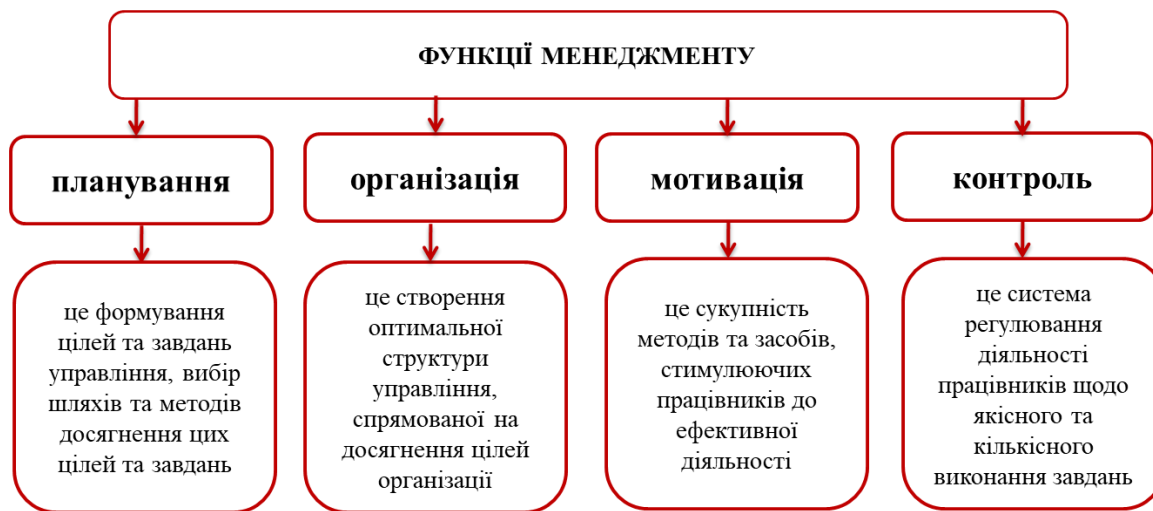 ФУНКЦІЇ МЕНЕДЖМЕНТУ
планування
організація
мотивація
контроль
це формування
цілей та завдань
управління, вибір
шляхів та методів
досягнення цих
цілей та завдань
це створення
оптимальної
структури
управління,
спрямованої на
досягнення цілей
організації
це сукупність
методів та засобів,
стимулюючих
працівників до
ефективної
діяльності
це система
регулювання
діяльності
працівників щодо
якісного та
кількісного
виконання завдань